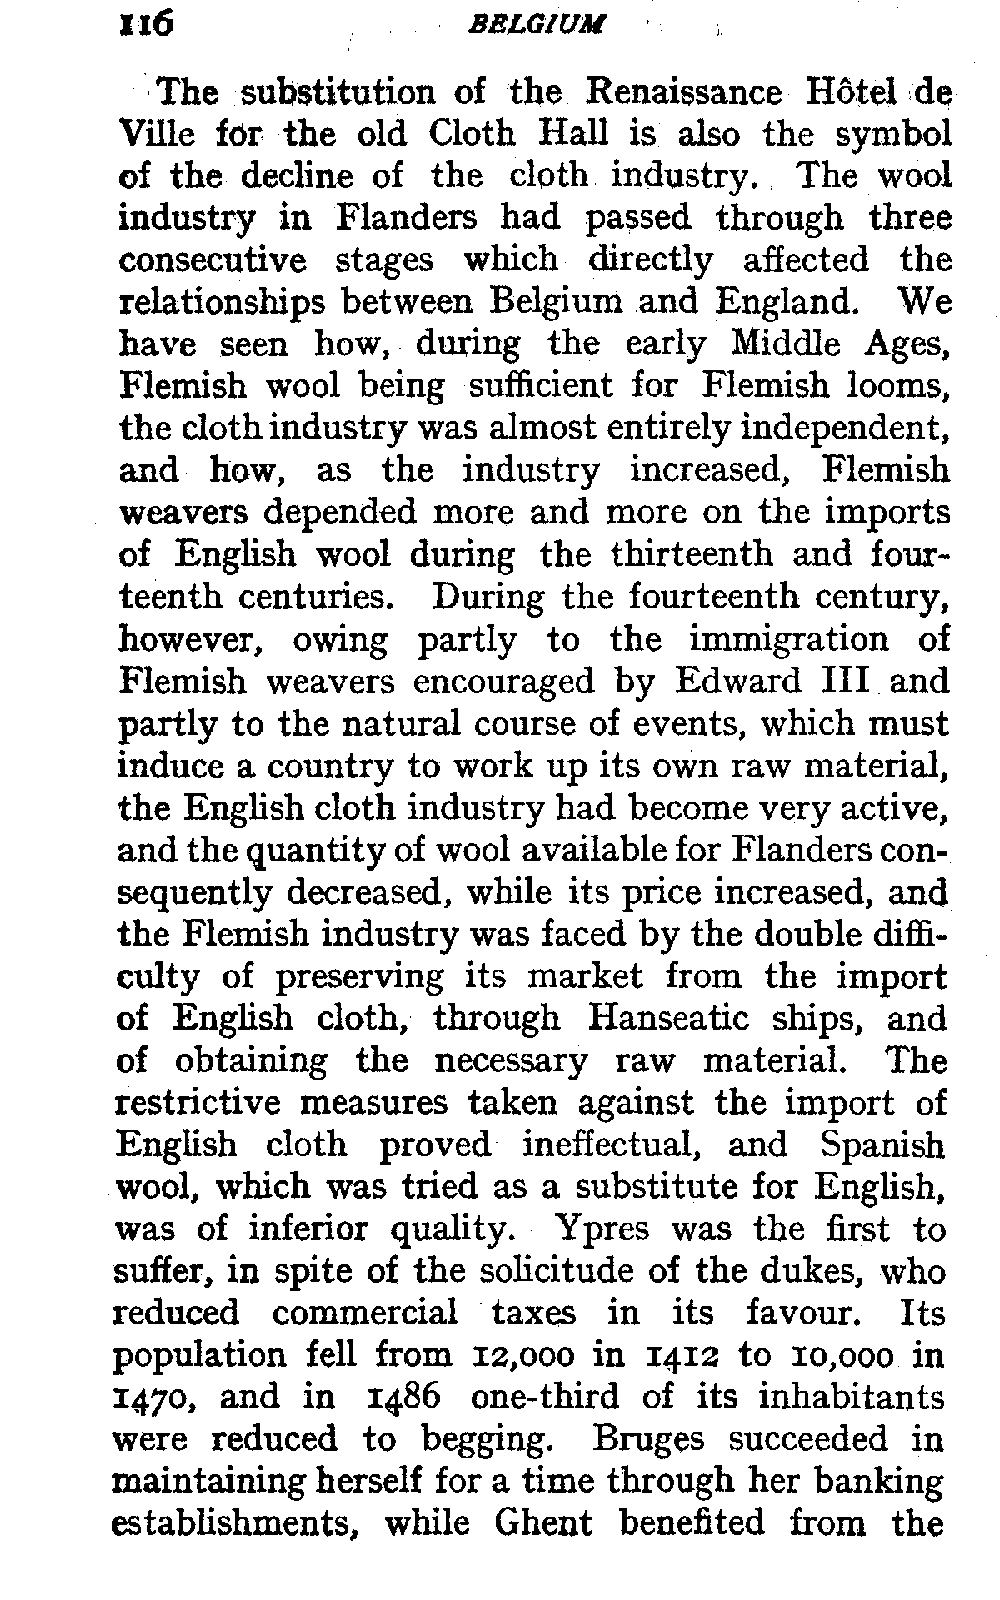 116 BELGIUM
The substitution of the Renaissance Hôtel de
Ville for the old Cloth Hall is also the symbol
of the decline of the cloth industry. The wool
industry in Flanders had passed through three
consecutive stages which directly affected the
relationships between Belgium and England. We
have seen how, during the early Middle Ages,
Flemish wool being sufficient for Flemish looms,
the cloth industry was almost entirely independent,
and how, as the industry increased, Flemish
weavers depended more and more on the imports
of English wool during the thirteenth and four-
teenth centuries. During the fourteenth century,
however, owing partly to the immigration of
Flemish weavers encouraged by Edward III and
partly to the natural course of events, which must
induce a country to work up its own raw material,
the English cloth industry had become very active,
and the quantity of wool available for Flanders con-
sequently decreased, while its price increased, and
the Flemish industry was faced by the double diffi-
culty of preserving its market from the import
of English cloth, through Hanseatic ships, and
of obtaining the necessary raw material. The
restrictive measures taken against the import of
English cloth proved ineffectual, and Spanish
wool, which was tried as a substitute for English,
was of inferior quality. Ypres was the first to
suffer, in spite of the solicitude of the dukes, who
reduced commercial taxes in its favour. Its
population fell from 12,000 in 1412 to 10,000 in
1470, and in 1486 one-third of its inhabitants
were reduced to begging. Bruges succeeded in
maintaining herself for a time through her banking
establishments, while Ghent benefited from the